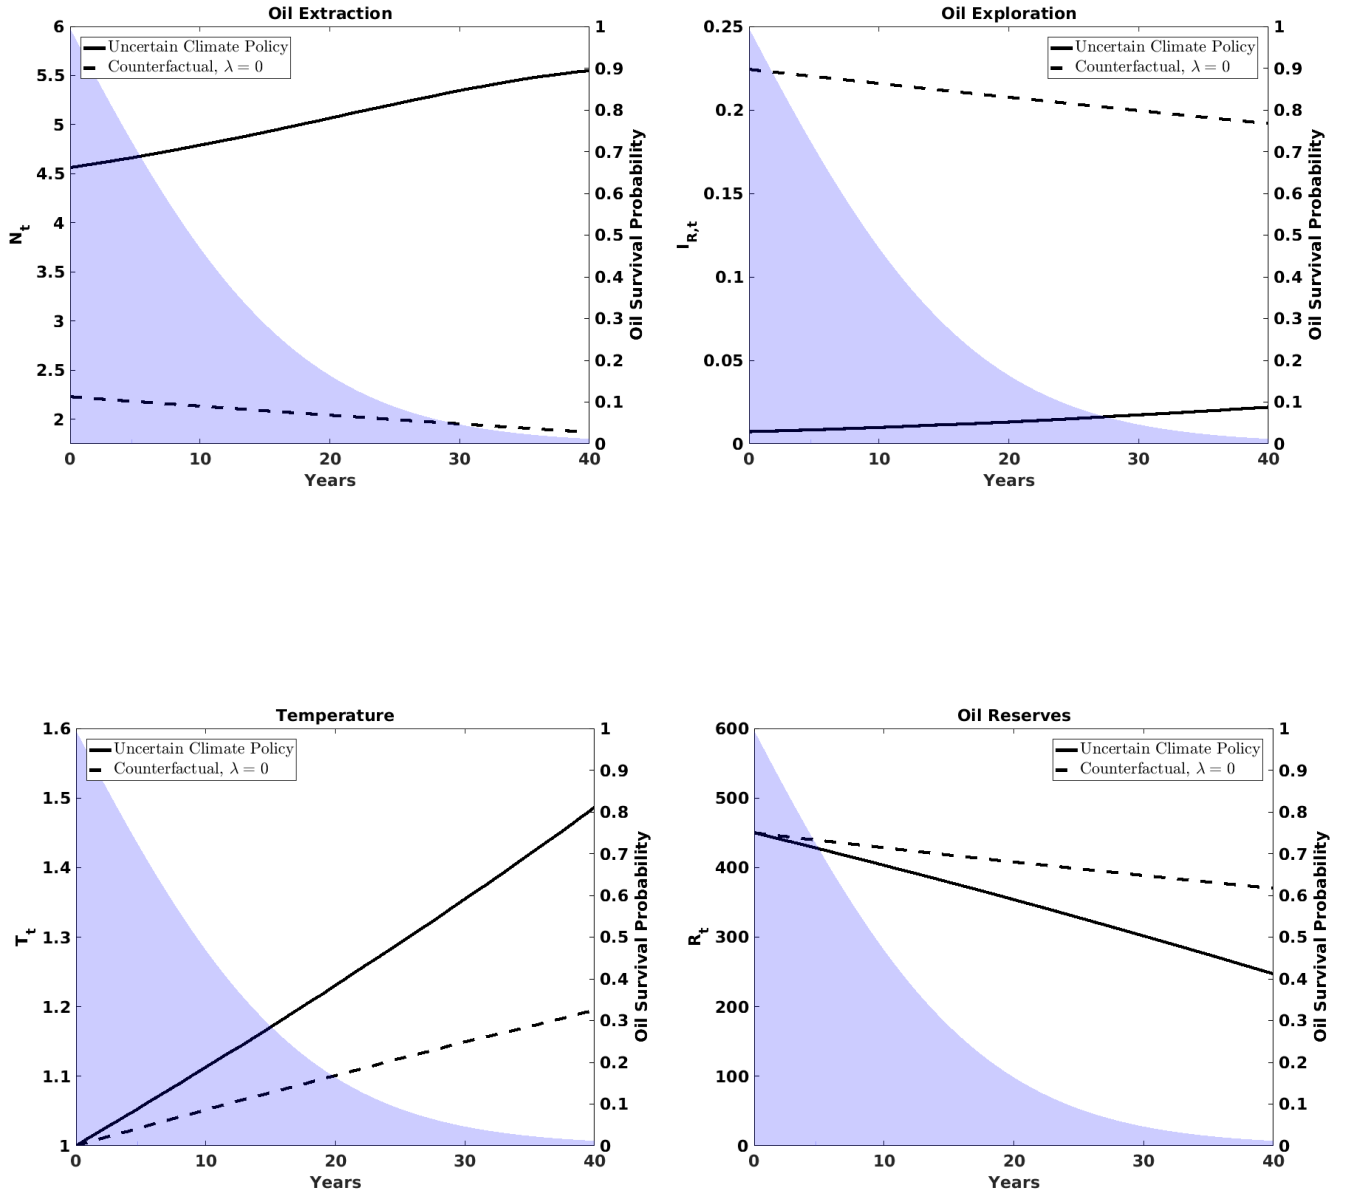 Oil Extraction
Uncertain Climate Policy
Counterfactual, λ = 0
6
5.5
5
4.5
4
3.5
3
2.5
2
N_t
1
0.9
0.8
0.7
0.6
0.5
0.4
0.3
0.2
0.1
0
Oil Survival Probability
0 10 20 30 40
Years
Oil Exploration
Uncertain Climate Policy
Counterfactual, λ = 0
0.25
0.2
0.15
0.1
0.05
0
I_{R,t}
1
0.9
0.8
0.7
0.6
0.5
0.4
0.3
0.2
0.1
0
Oil Survival Probability
0 10 20 30 40
Years
Temperature
Uncertain Climate Policy
Counterfactual, λ = 0
1.6
1.5
1.4
1.3
1.2
1.1
1
T_t
1
0.9
0.8
0.7
0.6
0.5
0.4
0.3
0.2
0.1
0
Oil Survival Probability
0 10 20 30 40
Years
Oil Reserves
Uncertain Climate Policy
Counterfactual, λ = 0
600
500
400
300
200
100
0
R_t
1
0.9
0.8
0.7
0.6
0.5
0.4
0.3
0.2
0.1
0
Oil Survival Probability
0 10 20 30 40
Years